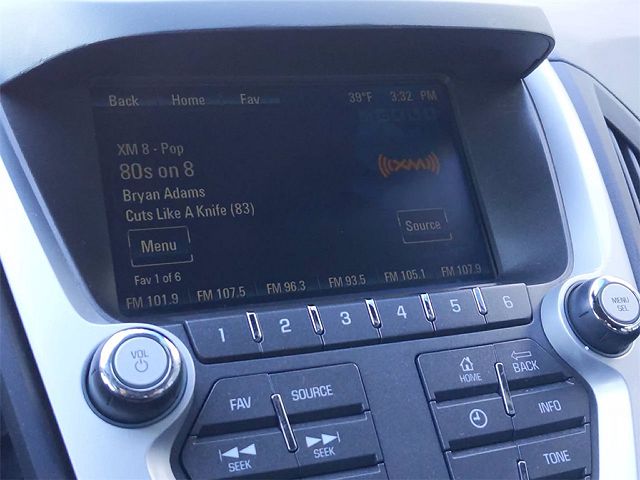 Back Home Fav 39°F 3:32 PM
XM 8 - Pop
80s on 8
Bryan Adams
Cuts Like A Knife (83)
((XM))
Menu
Source
Fav 1 of 6
FM 101.9 FM 107.5 FM 96.3 FM 93.5 FM 105.1 FM 107.9
1 2 3 4 5 6
VOL
MENU
SEL
FAV SOURCE
HOME BACK
SEEK SEEK
INFO
TONE